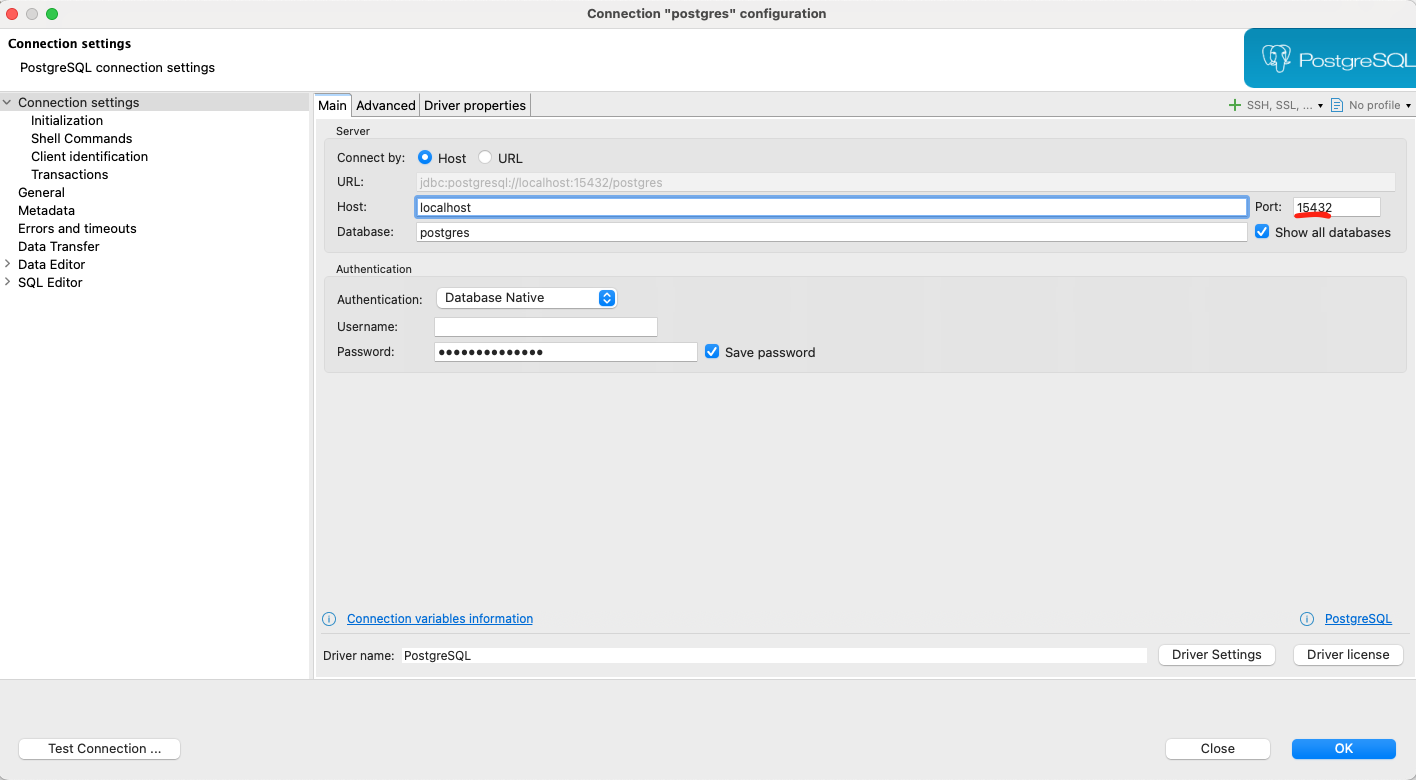 Connection "postgres" configuration
Connection settings
PostgreSQL connection settings
PostgreSQL
Connection settings
Initialization
Shell Commands
Client identification
Transactions
General
Metadata
Errors and timeouts
Data Transfer
Data Editor
SQL Editor
Main Advanced Driver properties
SSH, SSL, ... No profile
Server
Connect by: Host URL
URL: jdbc:postgresql://localhost:15432/postgres
Host: localhost Port: 15432
Database: postgres Show all databases
Authentication
Authentication: Database Native
Username:
Password: •••••••••••••• Save password
Connection variables information PostgreSQL
Driver name: PostgreSQL Driver Settings Driver license
Test Connection ... Close OK